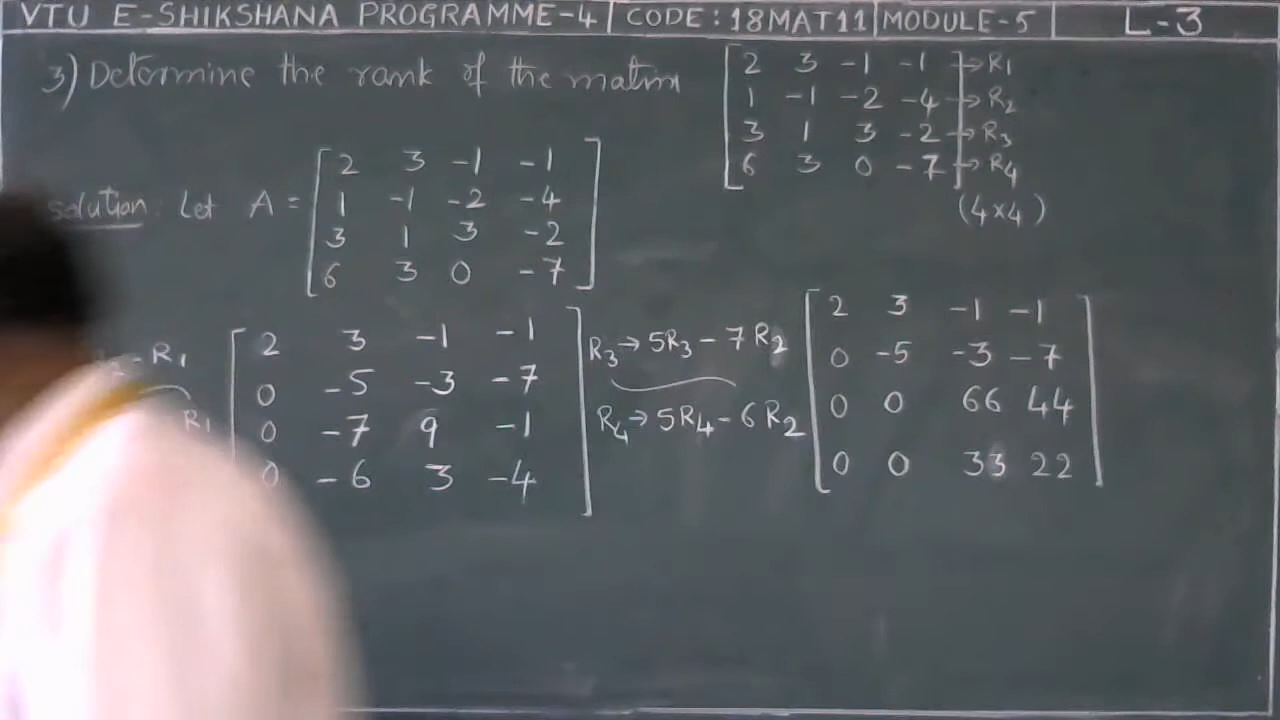 VTU E-SHIKSHANA PROGRAMME-4 | CODE: 18MAT11 | MODULE-5 | L-3
3) Determine the rank of the matrix
2 3 -1 -1 → R1
1 -1 -2 -4 → R2
3 1 3 -2 → R3
6 3 0 -7 → R4
(4×4)
Solution: Let A =
2 3 -1 -1
1 -1 -2 -4
3 1 3 -2
6 3 0 -7
- R1
R1
2 3 -1 -1
0 -5 -3 -7
0 -7 9 -1
0 -6 3 -4
R3 → 5R3 - 7R2
R4 → 5R4 - 6R2
2 3 -1 -1
0 -5 -3 -7
0 0 66 44
0 0 33 22